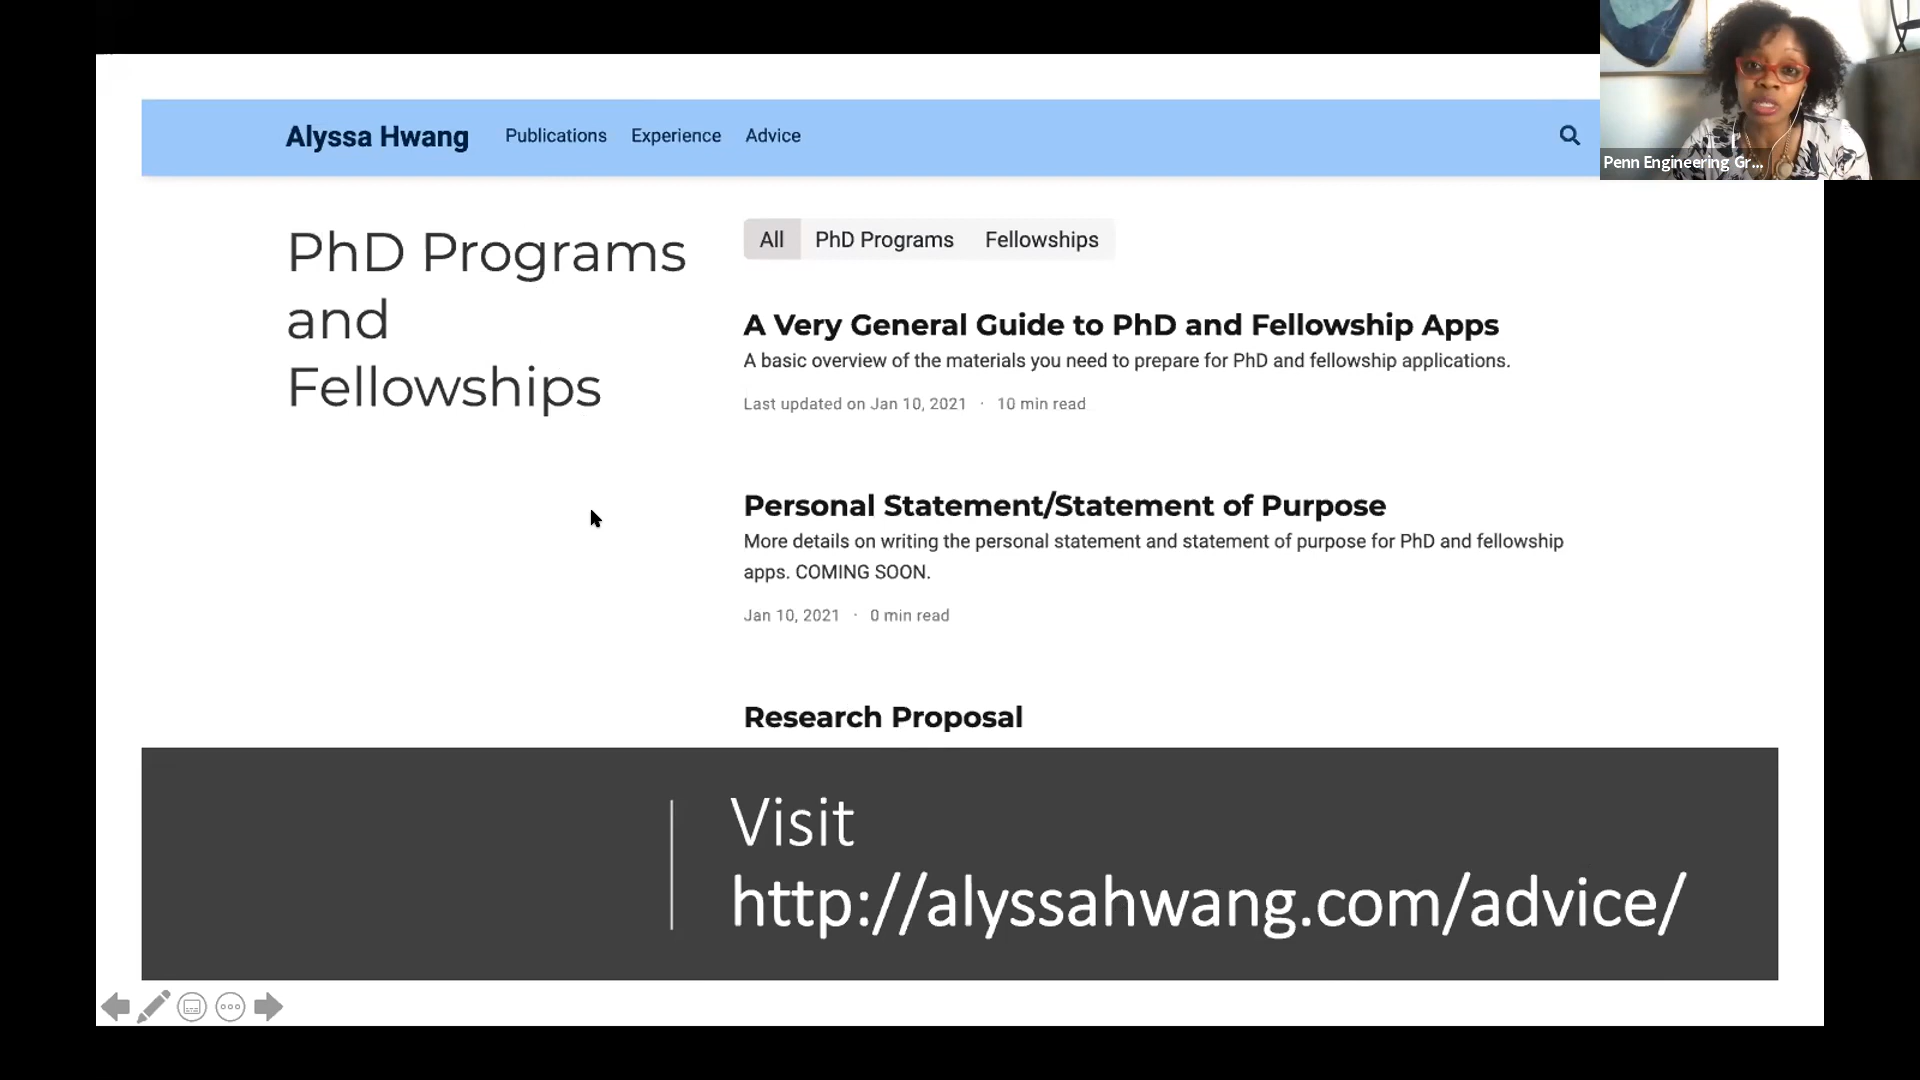 Alyssa Hwang
Publications
Experience
Advice
Penn Engineering Gr...
PhD Programs
and
Fellowships
All
PhD Programs
Fellowships
A Very General Guide to PhD and Fellowship Apps
A basic overview of the materials you need to prepare for PhD and fellowship applications.
Last updated on Jan 10, 2021 · 10 min read
Personal Statement/Statement of Purpose
More details on writing the personal statement and statement of purpose for PhD and fellowship
apps. COMING SOON.
Jan 10, 2021 · 0 min read
Research Proposal
Visit
http://alyssahwang.com/advice/